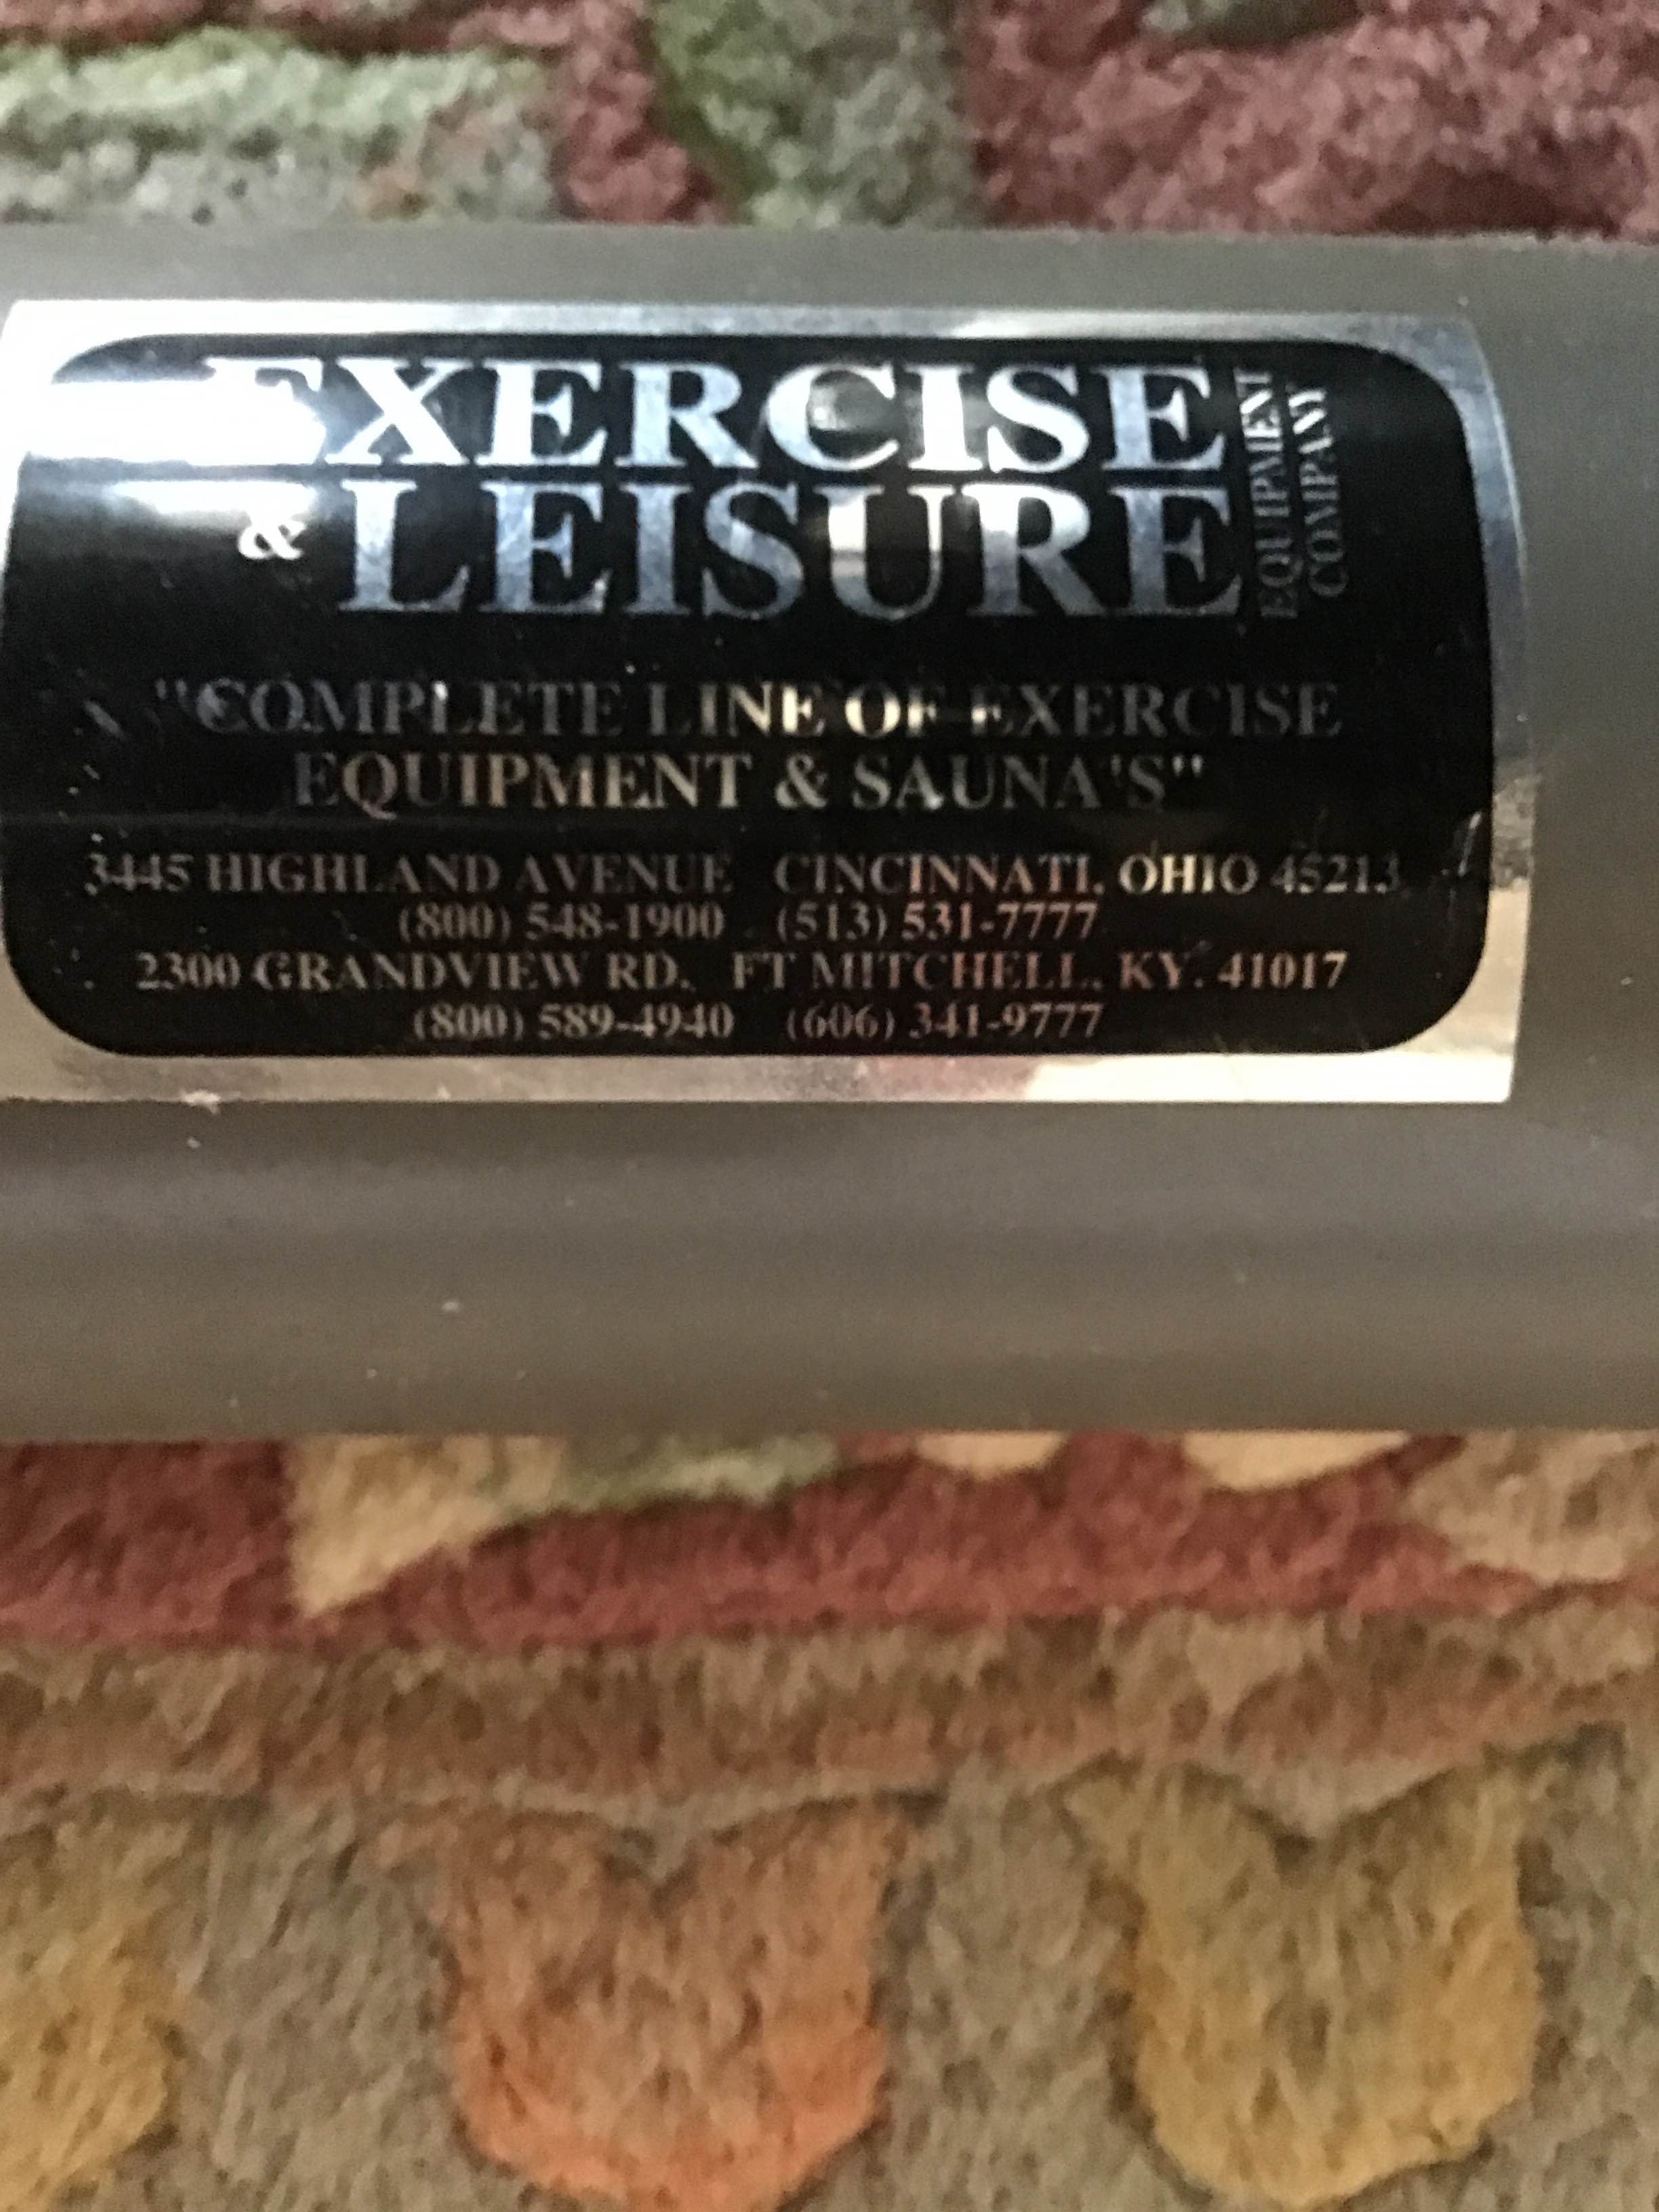 EXERCISE
& LEISURE
EQUIPMENT
COMPANY
"COMPLETE LINE OF EXERCISE
EQUIPMENT & SAUNA'S"
3445 HIGHLAND AVENUE CINCINNATI, OHIO 45213
(800) 548-1900 (513) 531-7777
2300 GRANDVIEW RD. FT MITCHELL, KY. 41017
(800) 589-4940 (606) 341-9777